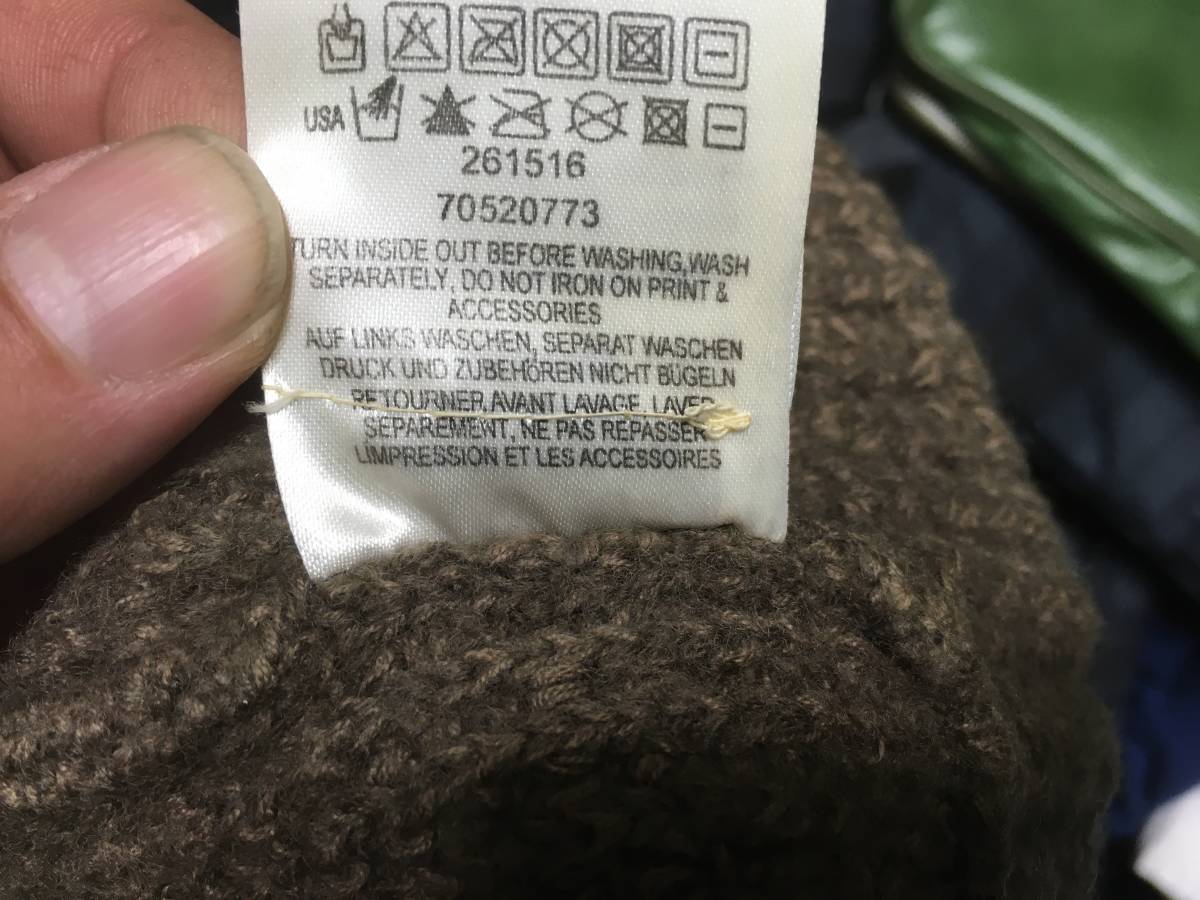 USA
261516
70520773
TURN INSIDE OUT BEFORE WASHING,WASH
SEPARATELY, DO NOT IRON ON PRINT &
ACCESSORIES
AUF LINKS WASCHEN, SEPARAT WASCHEN
DRUCK UND ZUBEHÖREN NICHT BÜGELN
RETOURNER AVANT LAVAGE, LAVER
SEPAREMENT, NE PAS REPASSER
LIMPRESSION ET LES ACCESSOIRES